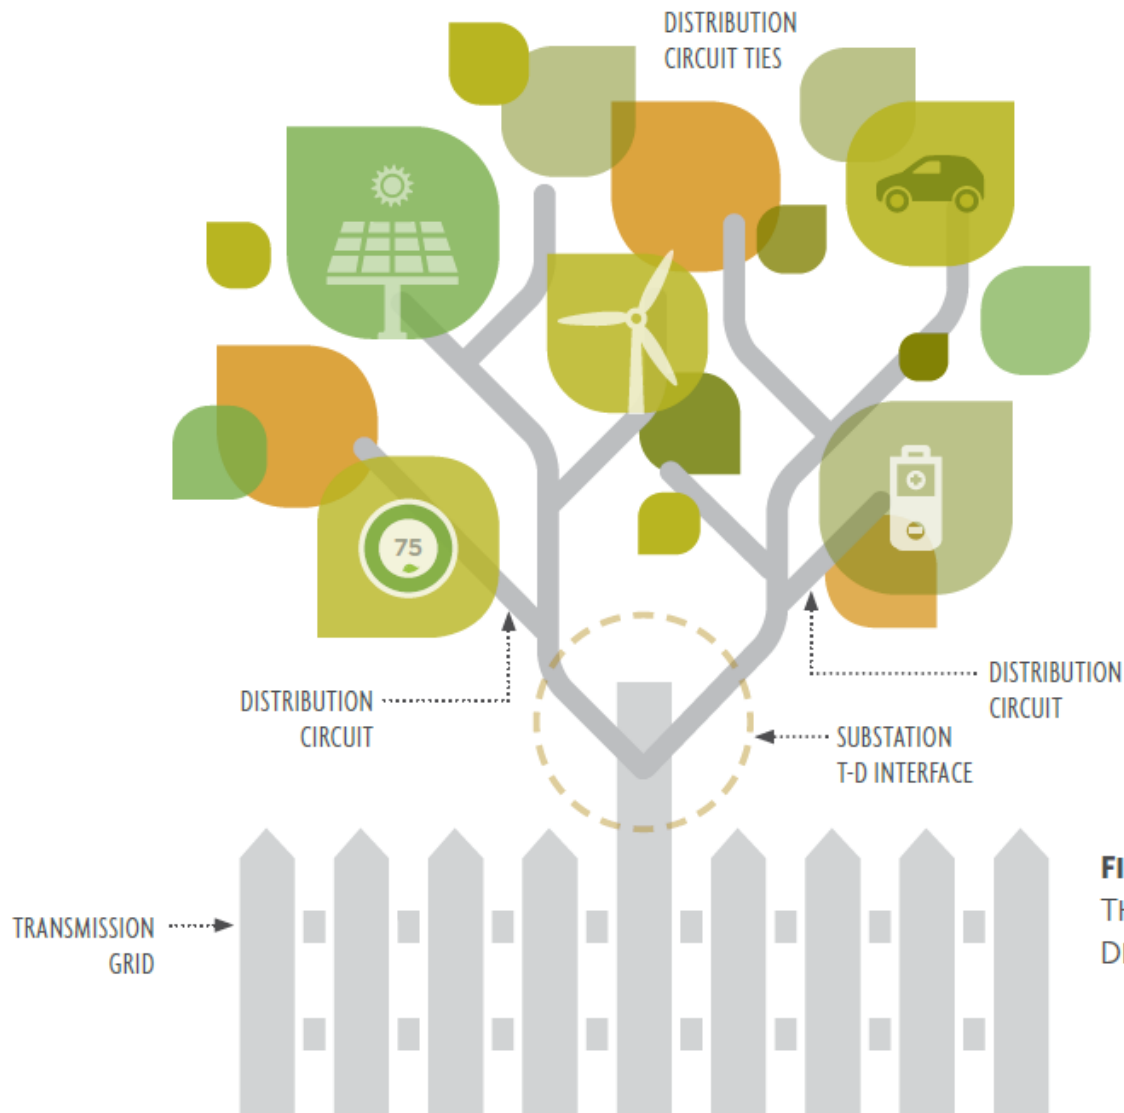 DISTRIBUTION
CIRCUIT TIES
75
DISTRIBUTION
CIRCUIT
DISTRIBUTION
CIRCUIT
SUBSTATION
T-D INTERFACE
TRANSMISSION
GRID